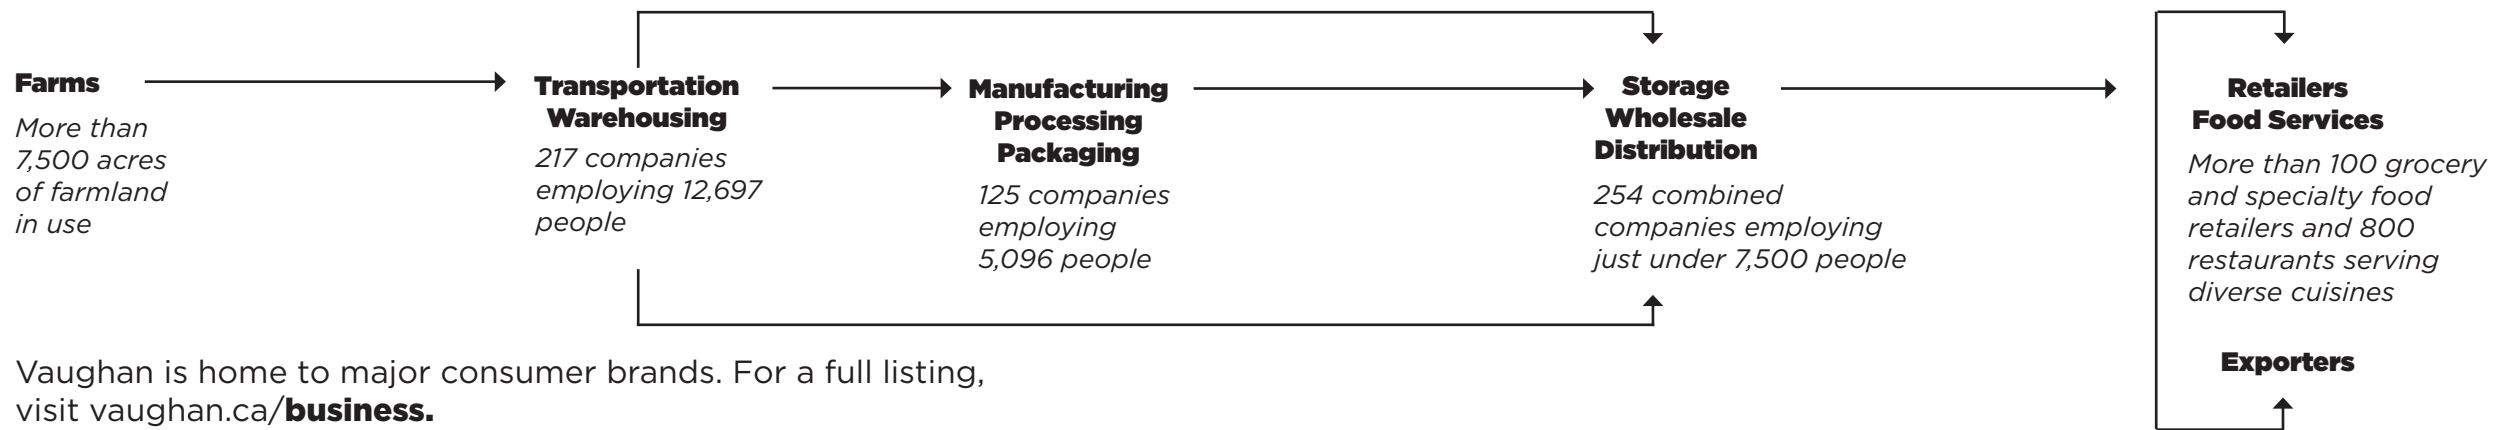 Farms
More than
7,500 acres
of farmland
in use
Transportation
Warehousing
217 companies
employing 12,697
people
Manufacturing
Processing
Packaging
125 companies
employing
5,096 people
Storage
Wholesale
Distribution
254 combined
companies employing
just under 7,500 people
Retailers
Food Services
More than 100 grocery
and specialty food
retailers and 800
restaurants serving
diverse cuisines
Exporters
Vaughan is home to major consumer brands. For a full listing,
visit vaughan.ca/business.